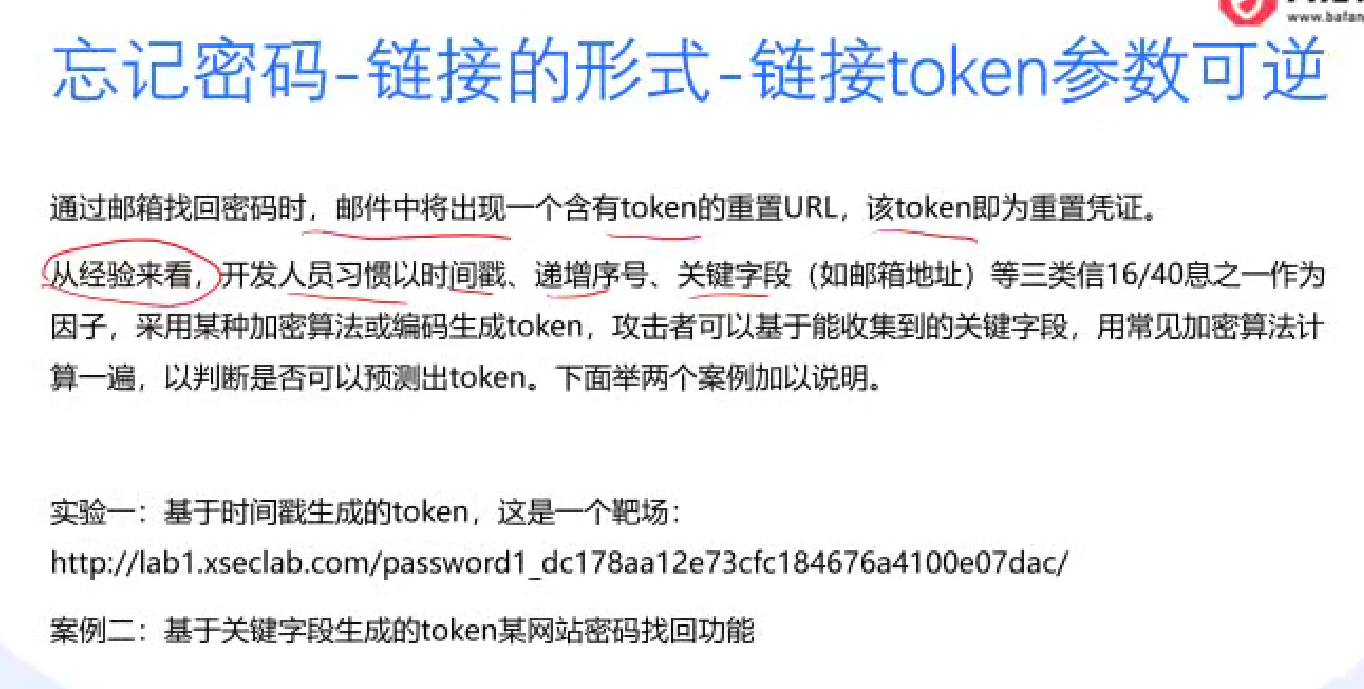 www.bafan
忘记密码-链接的形式-链接token参数可逆
通过邮箱找回密码时，邮件中将出现一个含有token的重置URL，该token即为重置凭证。
从经验来看，开发人员习惯以时间戳、递增序号、关键字段（如邮箱地址）等三类信16/40息之一作为
因子，采用某种加密算法或编码生成token，攻击者可以基于能收集到的关键字段，用常见加密算法计
算一遍，以判断是否可以预测出token。下面举两个案例加以说明。
实验一：基于时间戳生成的token，这是一个靶场：
http://lab1.xseclab.com/password1_dc178aa12e73cfc184676a4100e07dac/
案例二：基于关键字段生成的token某网站密码找回功能